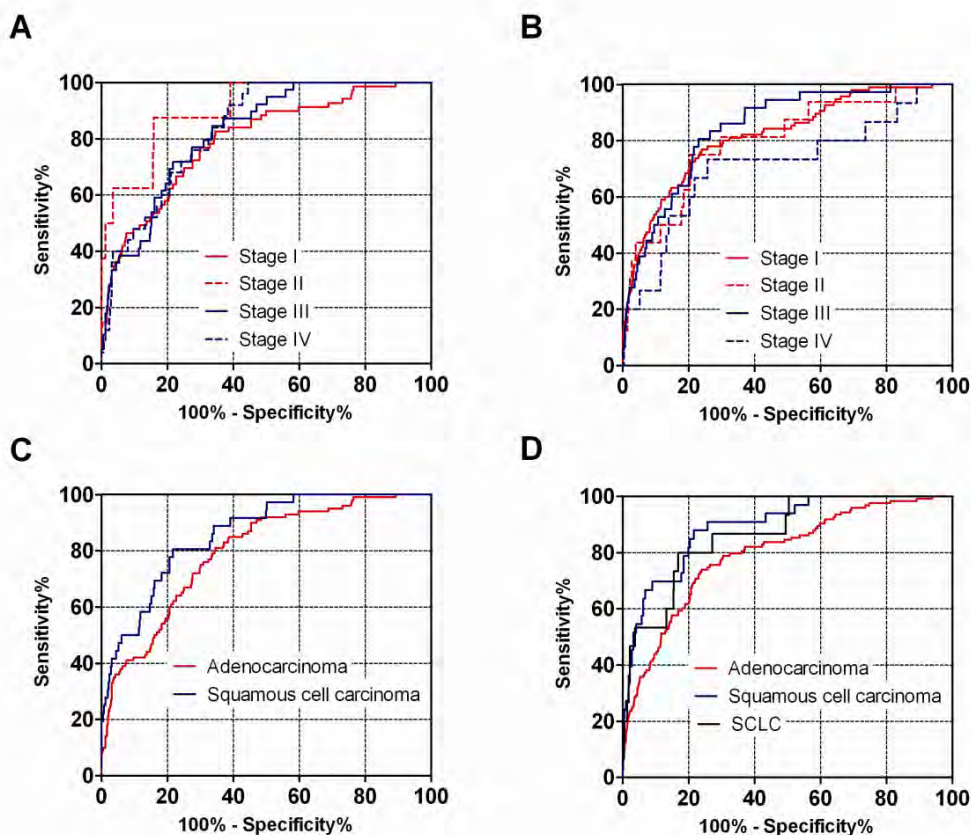 A
Sensitivity%
100
80
60
40
20
0
Stage I
Stage II
Stage III
Stage IV
0 20 40 60 80 100
100% - Specificity%
B
Sensitivity%
100
80
60
40
20
0
Stage I
Stage II
Stage III
Stage IV
0 20 40 60 80 100
100% - Specificity%
C
Sensitivity%
100
80
60
40
20
0
Adenocarcinoma
Squamous cell carcinoma
0 20 40 60 80 100
100% - Specificity%
D
Sensitivity%
100
80
60
40
20
0
Adenocarcinoma
Squamous cell carcinoma
SCLC
0 20 40 60 80 100
100% - Specificity%